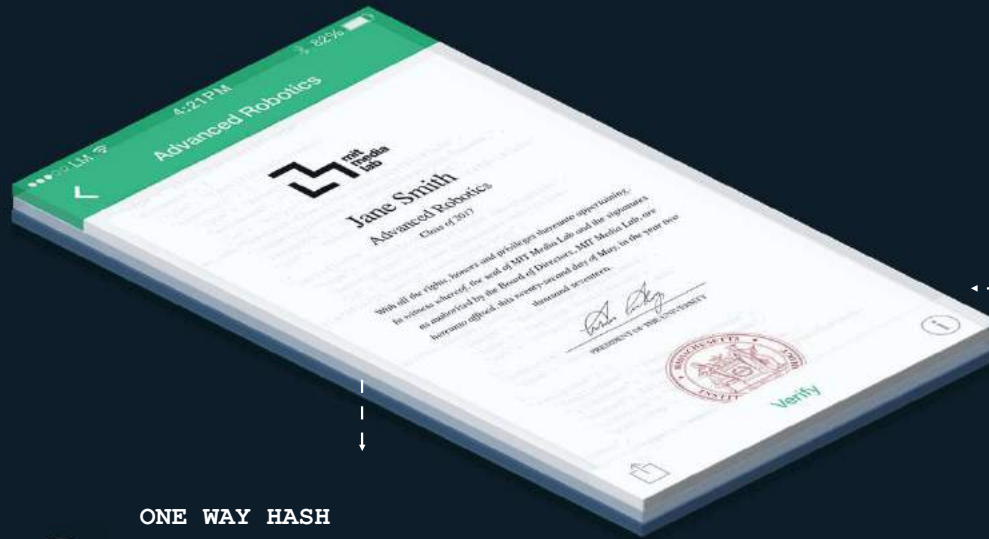 LM 4:21 PM 82%
Advanced Robotics
mit
media
lab
Jane Smith
Advanced Robotics
Class of 2017
With all the rights, honors and privileges thereunto appertaining.
In witness whereof, the seal of MIT Media Lab and the signatures
as authorized by the Board of Directors, MIT Media Lab, are
hereunto affixed, this twenty-second day of May, in the year two
thousand seventeen.
PRESIDENT OF THE UNIVERSITY
MASSACHUSETTS
Verify
ONE WAY HASH